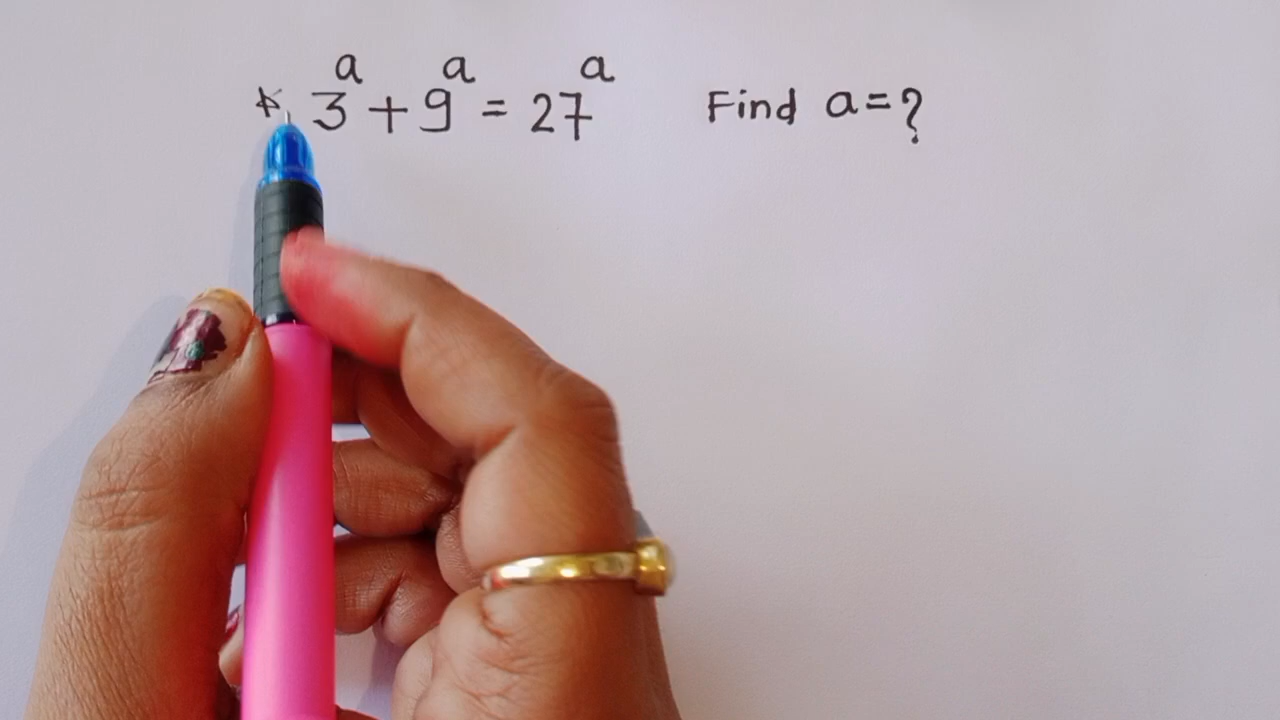 * 3^a + 9^a = 27^a Find a = ?